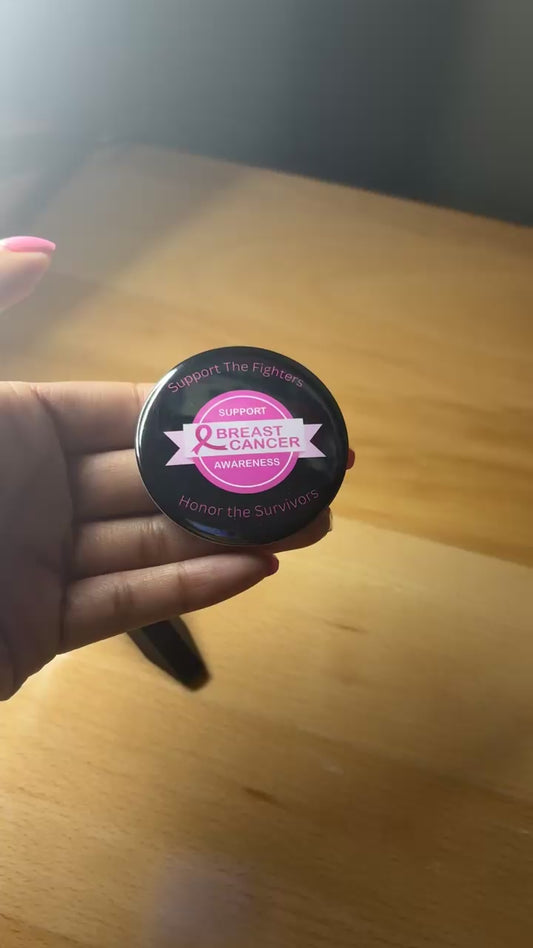 Support The Fighters
SUPPORT
BREAST
CANCER
AWARENESS
Honor the Survivors